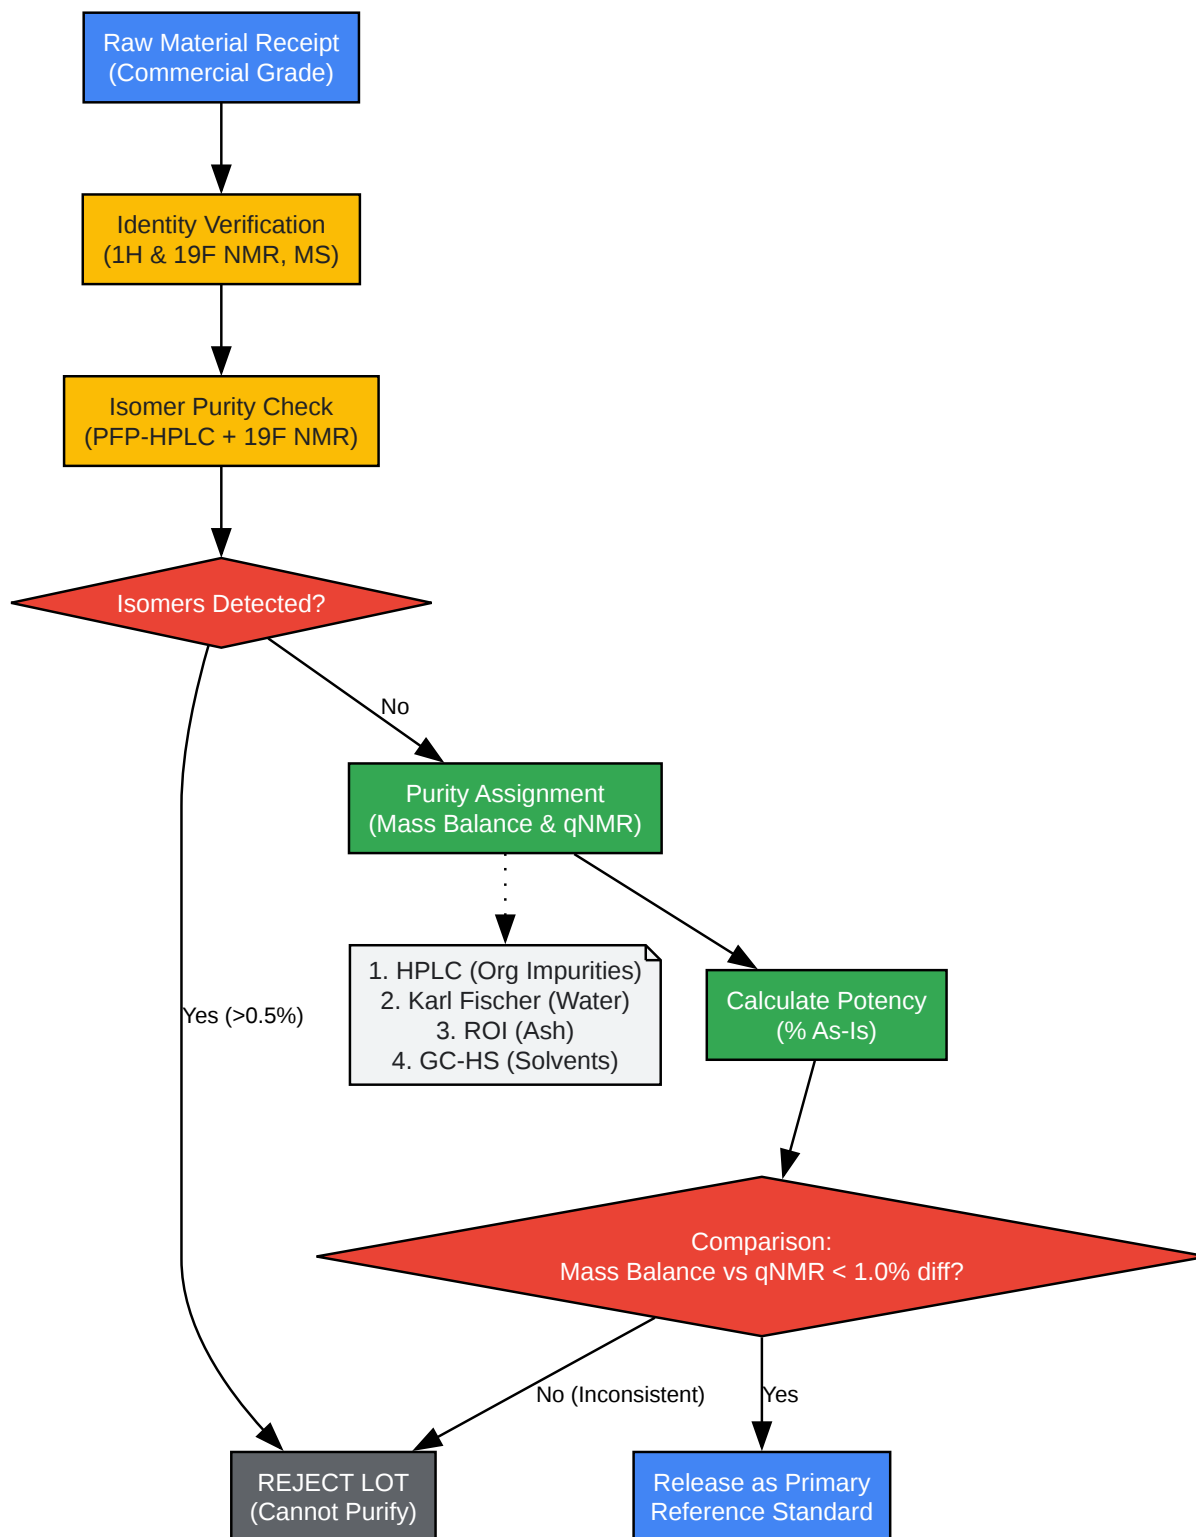 Raw Material Receipt
(Commercial Grade)
Identity Verification
(1H & 19F NMR, MS)
Isomer Purity Check
(PFP-HPLC + 19F NMR)
Isomers Detected?
No
Purity Assignment
(Mass Balance & qNMR)
1. HPLC (Org Impurities)
2. Karl Fischer (Water)
3. ROI (Ash)
4. GC-HS (Solvents)
Calculate Potency
(% As-Is)
Yes (>0.5%)
Comparison:
Mass Balance vs qNMR < 1.0% diff?
No (Inconsistent)
Yes
REJECT LOT
(Cannot Purify)
Release as Primary
Reference Standard